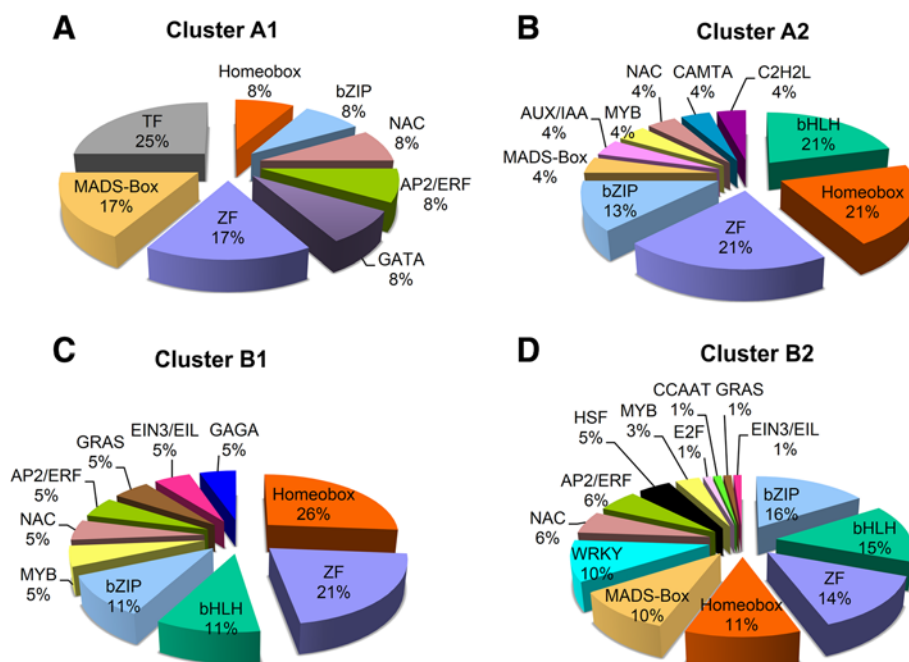 A
Cluster A1
Homeobox
8%
bZIP
8%
NAC
8%
AP2/ERF
8%
GATA
8%
ZF
17%
MADS-Box
17%
TF
25%
B
Cluster A2
C2H2L
4%
CAMTA
4%
NAC
4%
MYB
4%
AUX/IAA
4%
MADS-Box
4%
bZIP
13%
ZF
21%
Homeobox
21%
bHLH
21%
C
Cluster B1
GAGA
5%
EIN3/EIL
5%
GRAS
5%
AP2/ERF
5%
NAC
5%
MYB
5%
bZIP
11%
bHLH
11%
ZF
21%
Homeobox
26%
D
Cluster B2
CCAAT
1%
GRAS
1%
EIN3/EIL
1%
E2F
1%
MYB
3%
HSF
5%
AP2/ERF
6%
NAC
6%
WRKY
10%
MADS-Box
10%
Homeobox
11%
ZF
14%
bHLH
15%
bZIP
16%